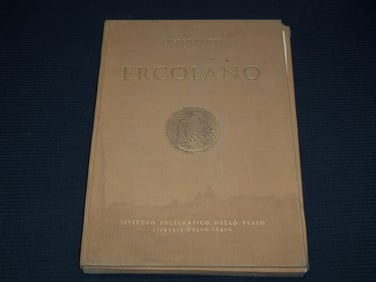 ERCOLANO
ISTITUTO POLIGRAFICO DELLO STATO
LIBRERIA DELLO STATO